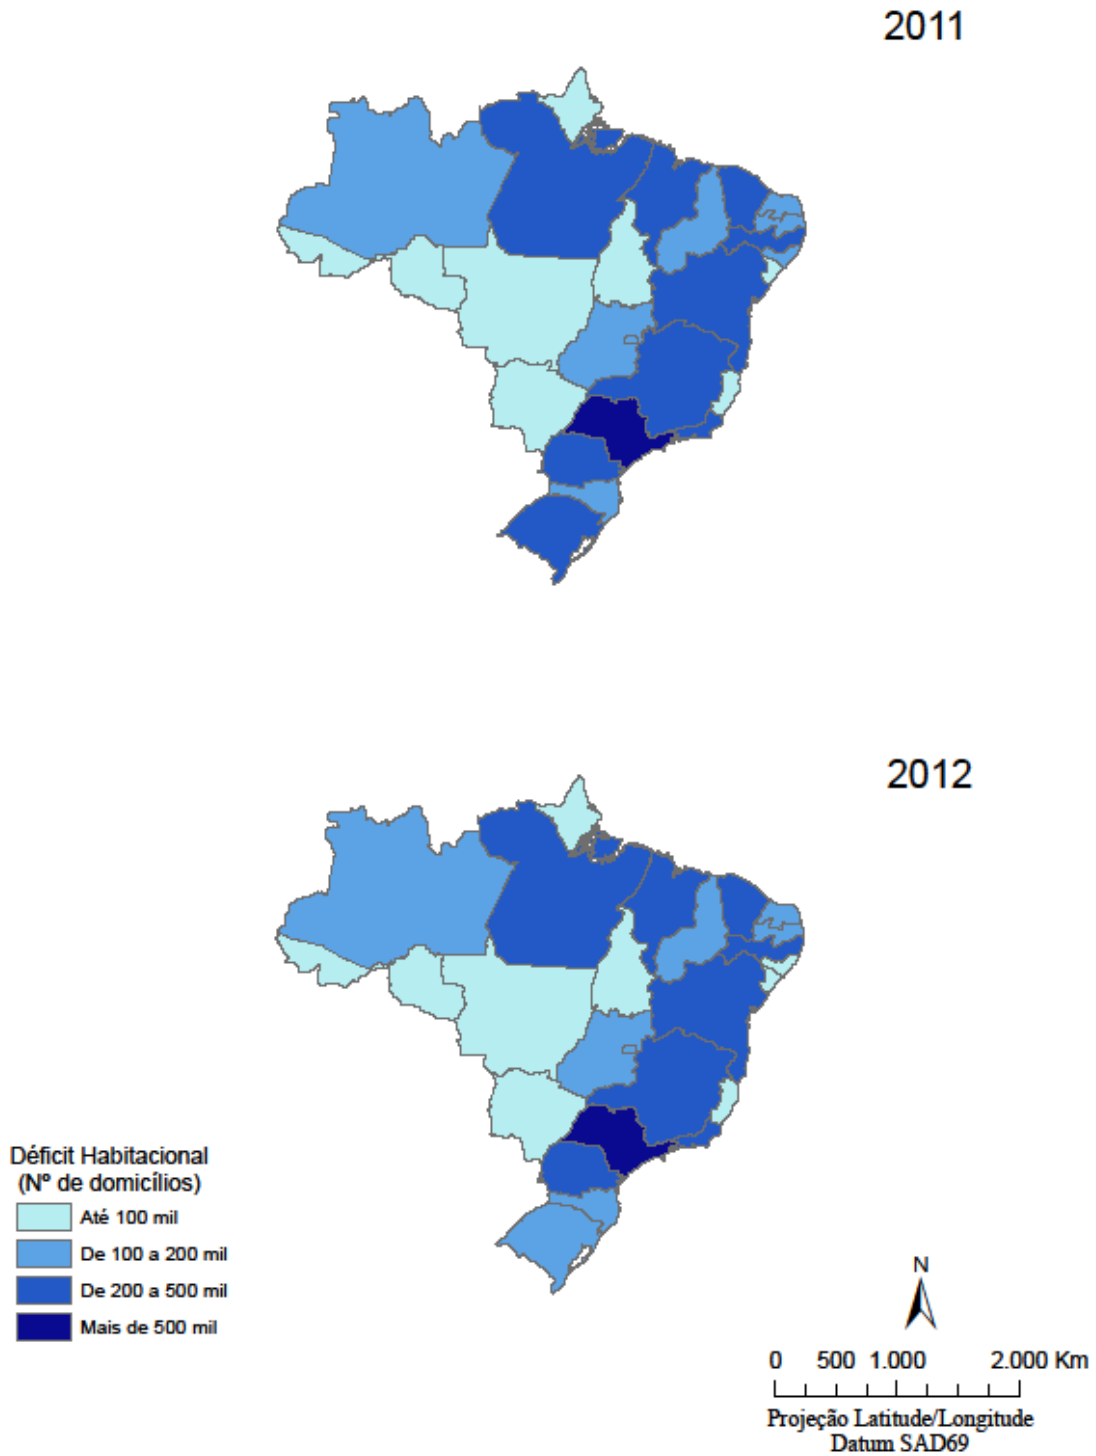 2011
2012
Déficit Habitacional
(Nº de domicílios)
Até 100 mil
De 100 a 200 mil
De 200 a 500 mil
Mais de 500 mil
N
0 500 1.000 2.000 Km
Projeção Latitude/Longitude
Datum SAD69